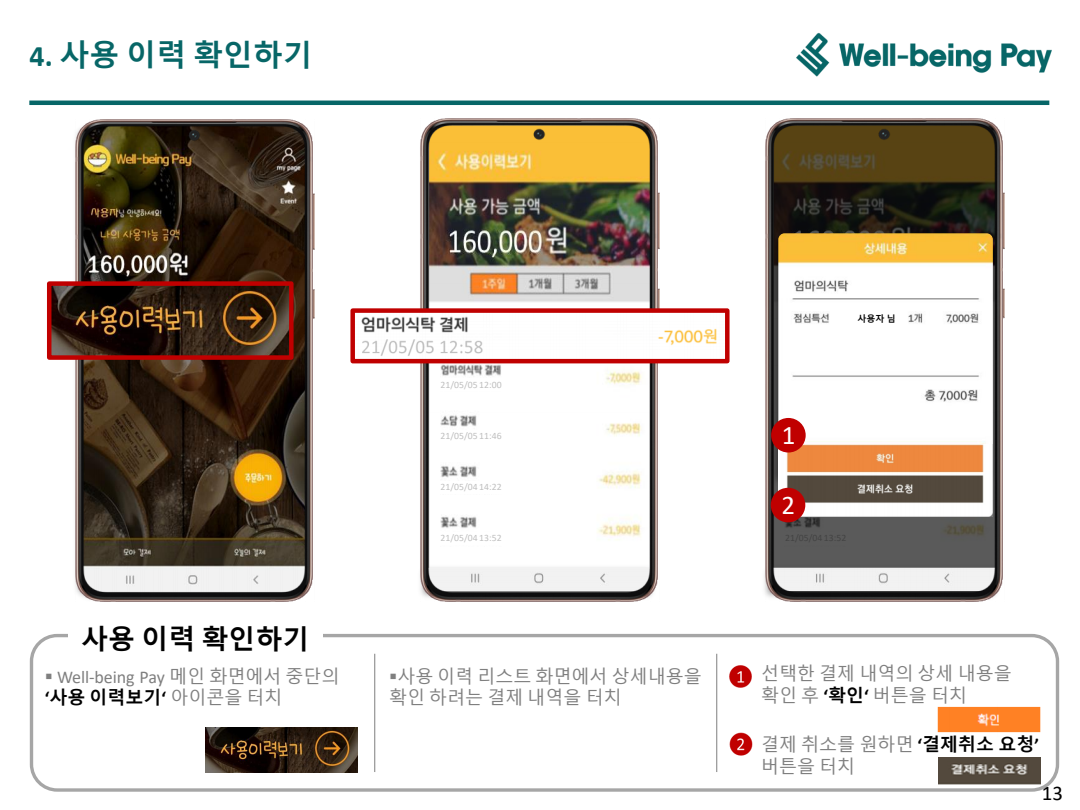 4. 사용 이력 확인하기
Well-being Pay
Well-being Pay
my page
Event
사용자님 안녕하세요!
나의 사용가능 금액
160,000원
사용이력보기
주문하기
모아 결제
오늘의 결제
사용이력보기
사용 가능 금액
160,000원
1주일 1개월 3개월
엄마의식탁 결제
21/05/05 12:58
-7,000원
엄마의식탁 결제
21/05/05 12:00
-7,000원
소담 결제
21/05/05 11:46
-7,500원
꽃소 결제
21/05/04 14:22
-42,900원
꽃소 결제
21/05/04 13:52
-21,900원
사용이력보기
사용 가능 금액
상세내용 ×
엄마의식탁
점심특선 사용자 님 1개 7,000원
총 7,000원
1
확인
2
결제취소 요청
꽃소 결제
21/05/04 13:52
-21,900원
사용 이력 확인하기
▪ Well-being Pay 메인 화면에서 중단의
‘사용 이력보기‘ 아이콘을 터치
사용이력보기
▪사용 이력 리스트 화면에서 상세내용을
확인 하려는 결제 내역을 터치
1 선택한 결제 내역의 상세 내용을
확인 후 ‘확인‘ 버튼을 터치
확인
2 결제 취소를 원하면 ‘결제취소 요청’
버튼을 터치
결제취소 요청
13